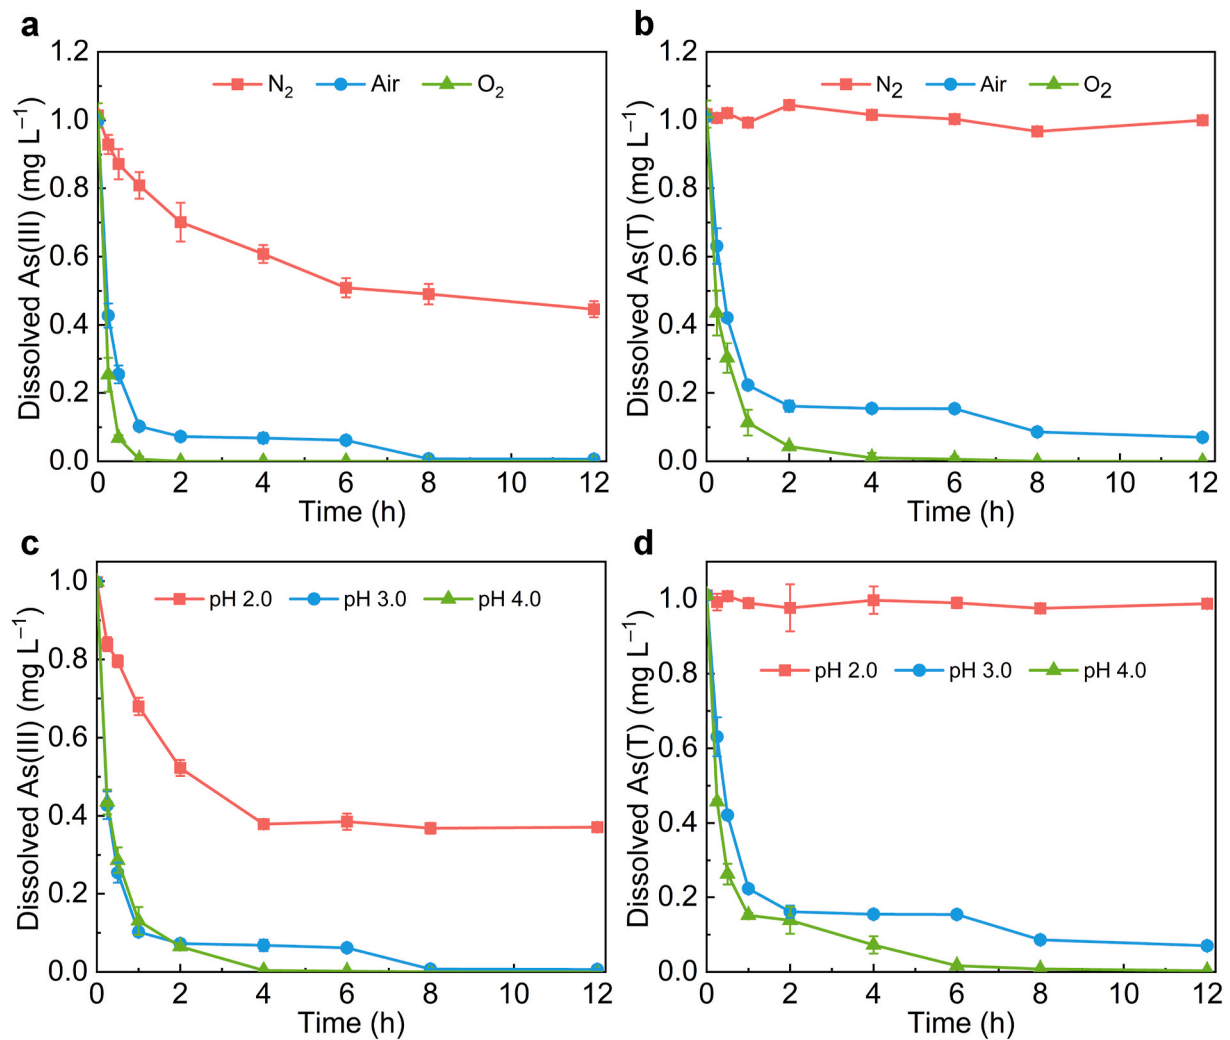 a
1.2
1.0
0.8
0.6
0.4
0.2
0.0
Dissolved As(III) (mg L⁻¹)
N₂ Air O₂
0 2 4 6 8 10 12
Time (h)
b
1.2
1.0
0.8
0.6
0.4
0.2
0.0
Dissolved As(T) (mg L⁻¹)
N₂ Air O₂
0 2 4 6 8 10 12
Time (h)
c
1.0
0.8
0.6
0.4
0.2
0.0
Dissolved As(III) (mg L⁻¹)
pH 2.0 pH 3.0 pH 4.0
0 2 4 6 8 10 12
Time (h)
d
1.0
0.8
0.6
0.4
0.2
0.0
Dissolved As(T) (mg L⁻¹)
pH 2.0 pH 3.0 pH 4.0
0 2 4 6 8 10 12
Time (h)